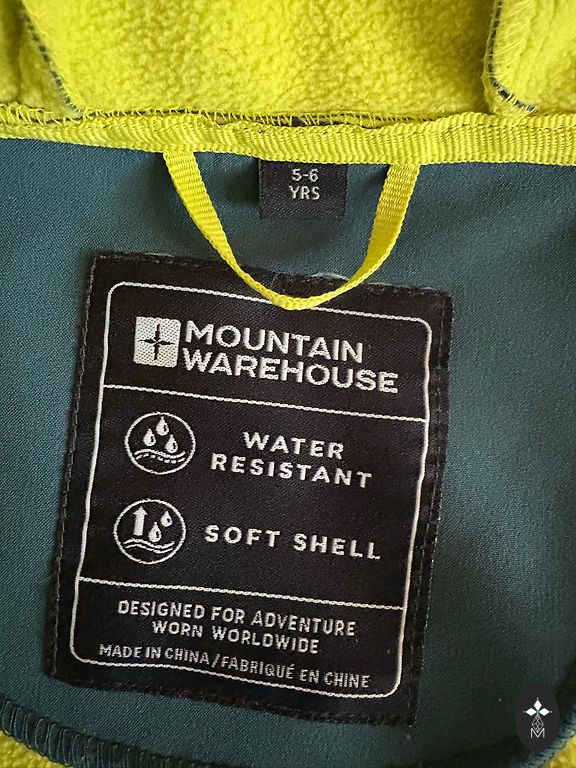 5-6
YRS
MOUNTAIN
WAREHOUSE
WATER
RESISTANT
SOFT SHELL
DESIGNED FOR ADVENTURE
WORN WORLDWIDE
MADE IN CHINA/FABRIQUÉ EN CHINE
M